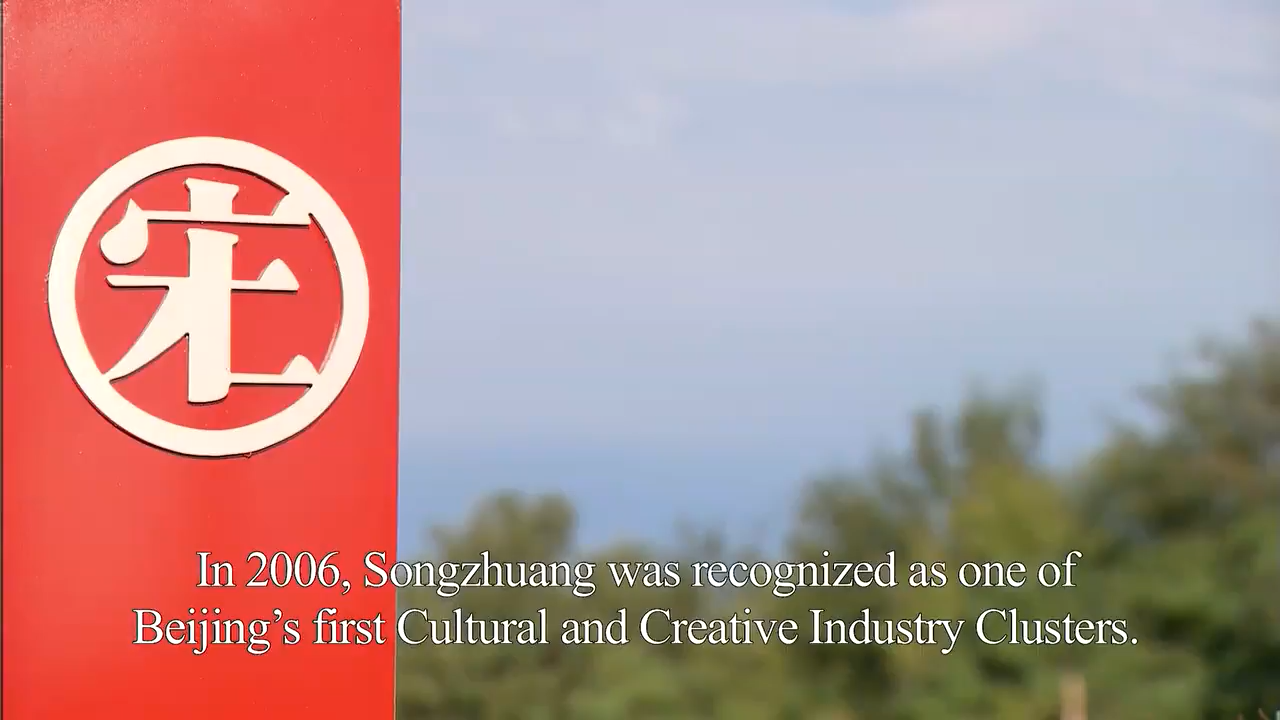 宋
In 2006, Songzhuang was recognized as one of
Beijing’s first Cultural and Creative Industry Clusters.